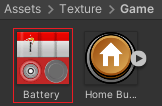 Assets > Texture > Game
Battery
Home Bu...